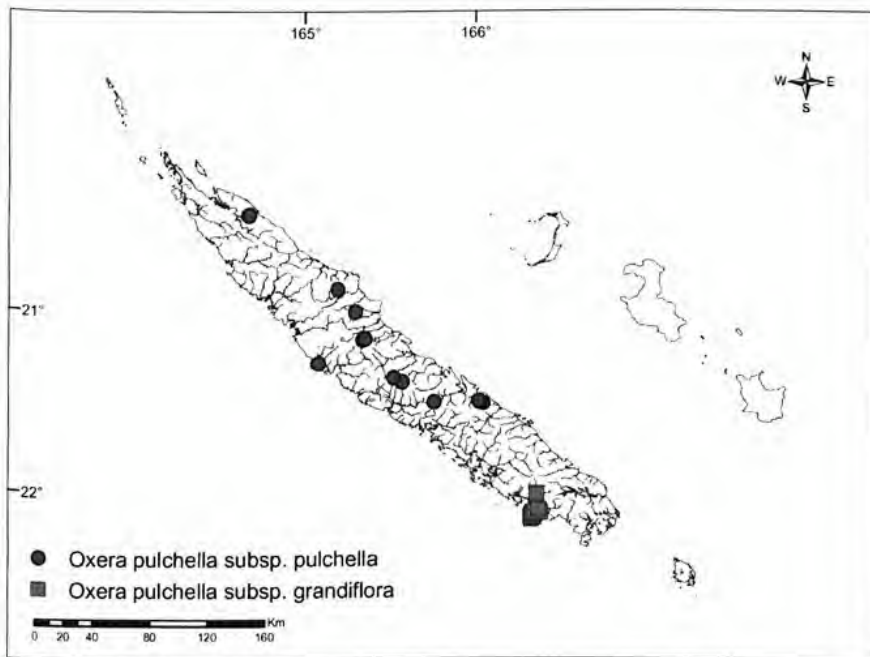 165° 166°
N
W E
S
21°
22°
Oxera pulchella subsp. pulchella
Oxera pulchella subsp. grandiflora
Km
0 20 40 80 120 160